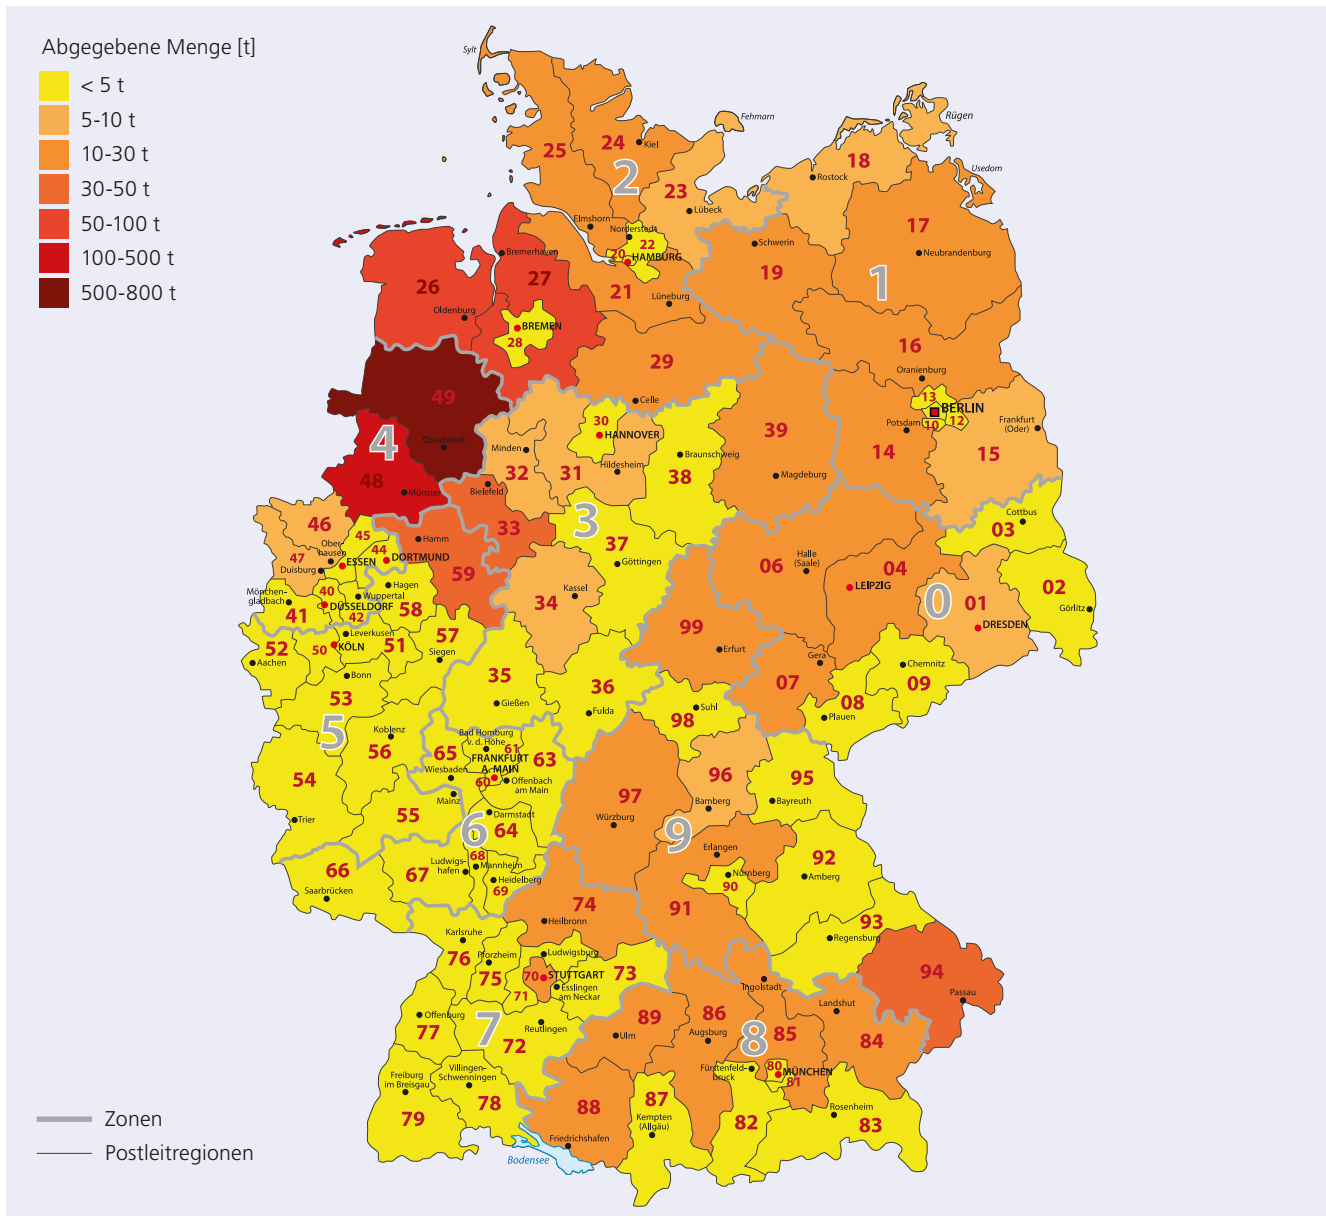 Abgegebene Menge [t]
< 5 t
5-10 t
10-30 t
30-50 t
50-100 t
100-500 t
500-800 t
Sylt
Fehmarn
Rügen
Usedom
25
24
Kiel
2
23
Lübeck
18
Rostock
17
Neubrandenburg
Elmshorn
Norderstedt
22
20
HAMBURG
Schwerin
19
1
Bremerhaven
26
27
21
Lüneburg
Oldenburg
BREMEN
28
29
Celle
16
Oranienburg
13
BERLIN
10
12
Potsdam
Frankfurt
(Oder)
14
15
49
Osnabrück
4
48
Münster
30
HANNOVER
Minden
32
31
Hildesheim
Braunschweig
38
39
Magdeburg
Bielefeld
33
3
37
Göttingen
Cottbus
03
46
45
47
Ober-
hausen
Duisburg
ESSEN
44
DORTMUND
Hamm
59
34
Kassel
06
Halle
(Saale)
04
LEIPZIG
0
01
DRESDEN
02
Görlitz
Mönchen-
gladbach
40
DÜSSELDORF
41
42
Wuppertal
Hagen
58
Leverkusen
52
Aachen
50
KÖLN
51
57
Siegen
Bonn
53
99
Erfurt
Gera
07
Chemnitz
09
08
Plauen
35
Gießen
36
Fulda
98
Suhl
5
Koblenz
56
54
Trier
55
65
Bad Homburg
v. d. Höhe
61
FRANKFURT
A. MAIN
60
Wiesbaden
Offenbach
am Main
63
Mainz
Darmstadt
6
64
97
Würzburg
96
Bamberg
95
Bayreuth
9
66
Saarbrücken
67
Ludwigs-
hafen
68
Mannheim
Heidelberg
69
Erlangen
Nürnberg
90
92
Amberg
74
Heilbronn
91
93
Regensburg
Karlsruhe
76
Pforzheim
75
Ludwigsburg
70
STUTTGART
71
Esslingen
am Neckar
73
94
Passau
Ingolstadt
Landshut
Offenburg
77
7
Reutlingen
72
89
Ulm
86
Augsburg
8
85
84
Freiburg
im Breisgau
79
Villingen-
Schwenningen
78
Fürstenfeld-
bruck
80
MÜNCHEN
81
88
87
Kempten
(Allgäu)
82
Rosenheim
83
Friedrichshafen
Bodensee
Zonen
Postleitregionen